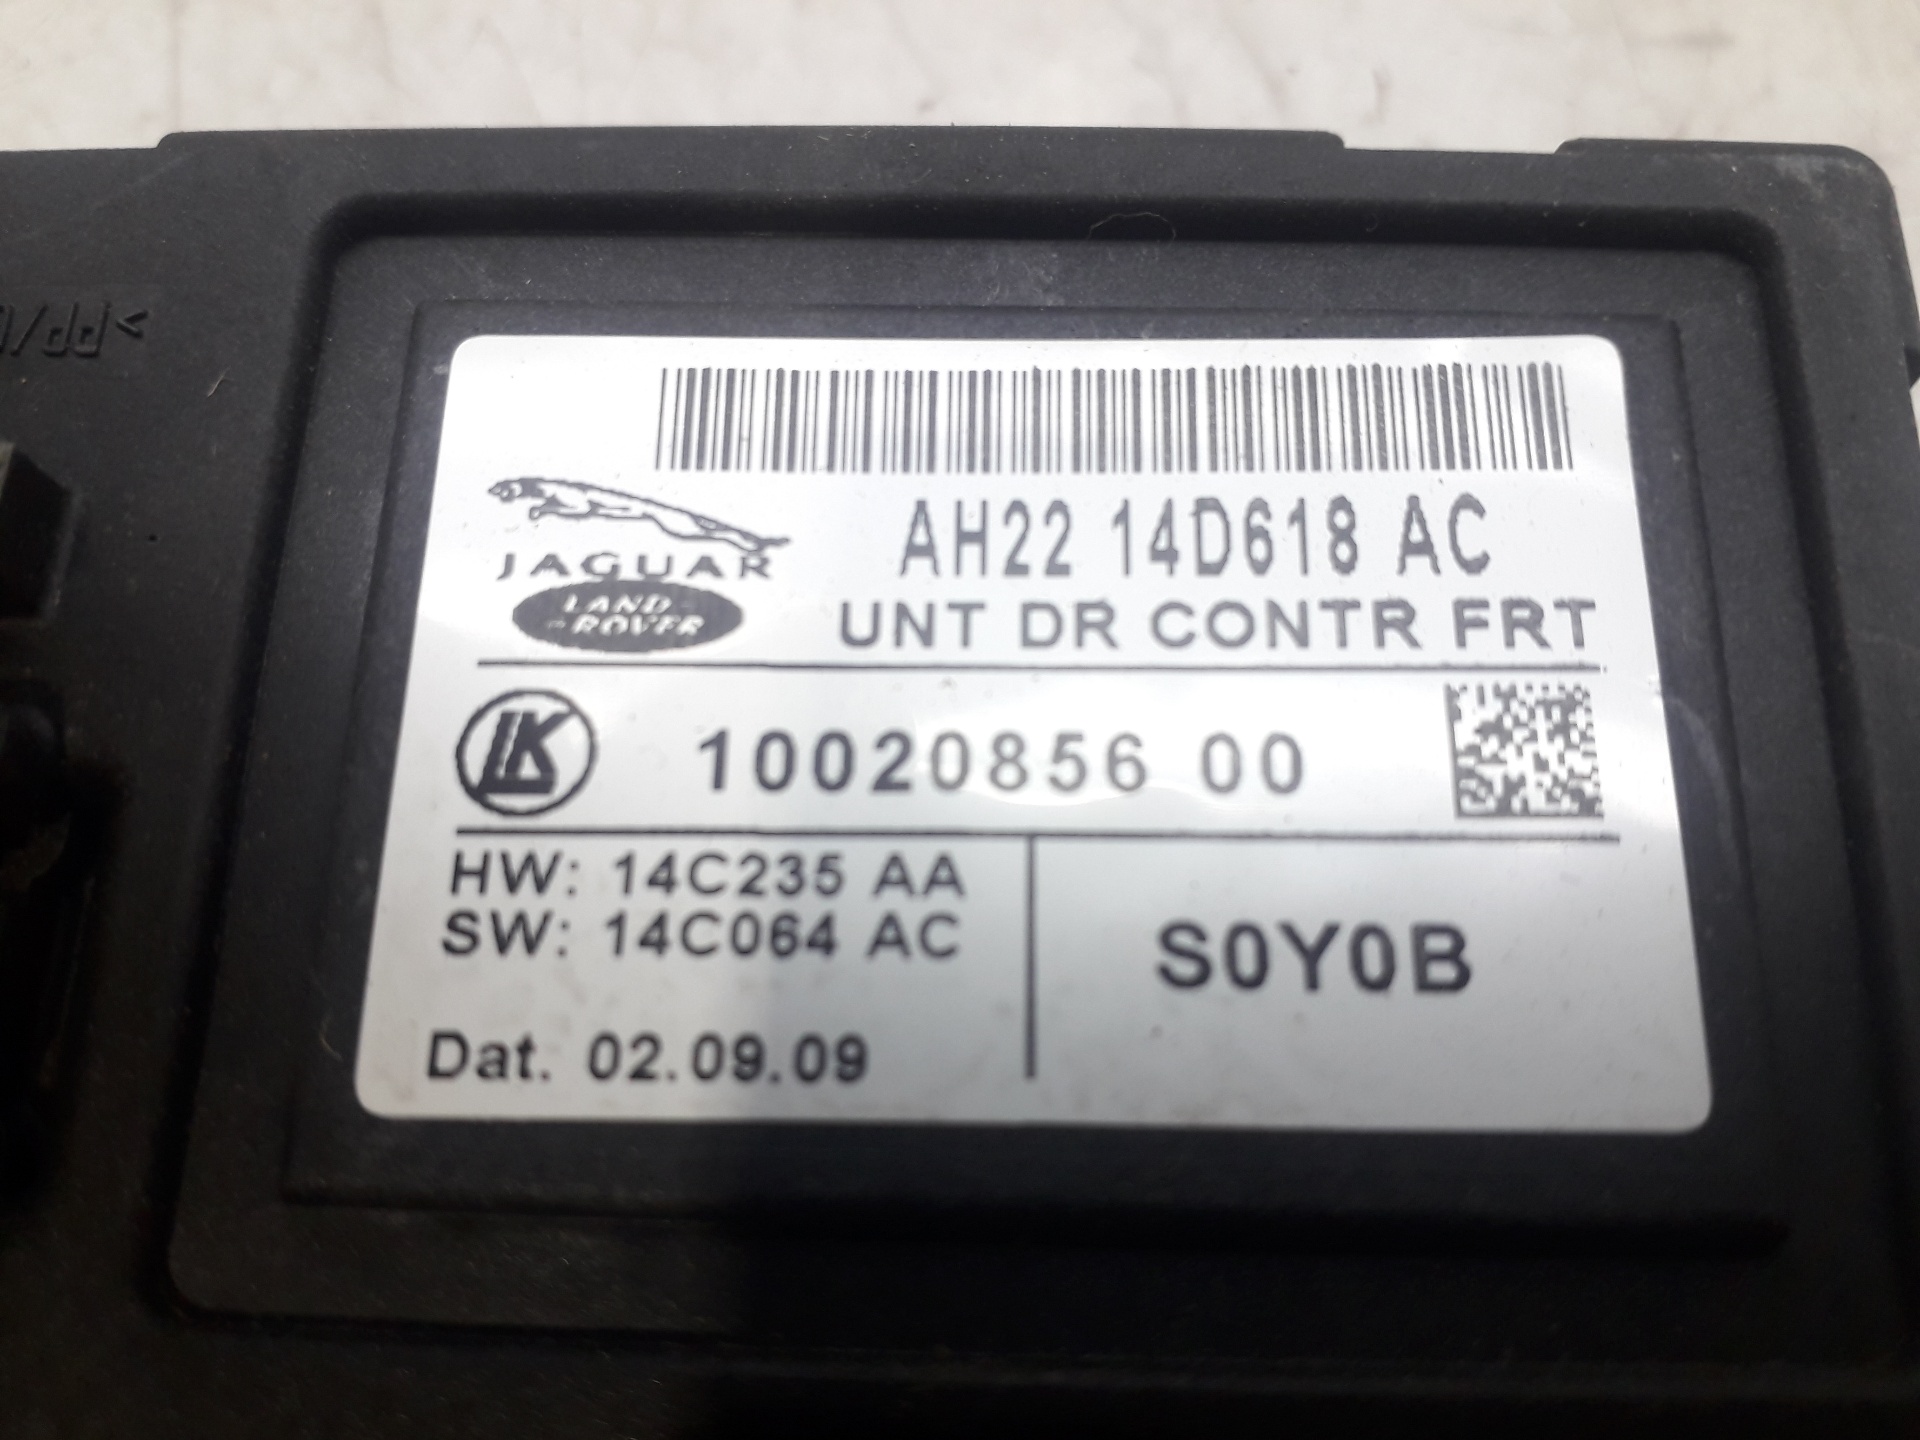 AH22 14D618 AC
JAGUAR
LAND
ROVER
UNT DR CONTR FRT
LK
10020856 00
HW: 14C235 AA
SW: 14C064 AC
S0Y0B
Dat. 02.09.09